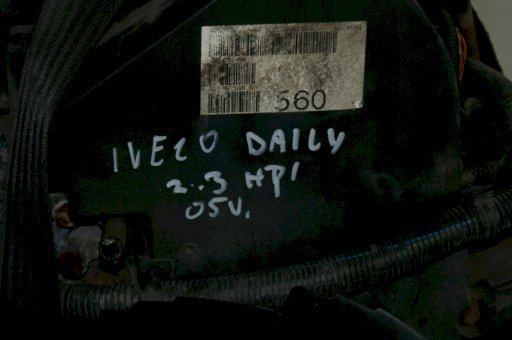 560
IVECO DAILY
2.3 HPI
05V.